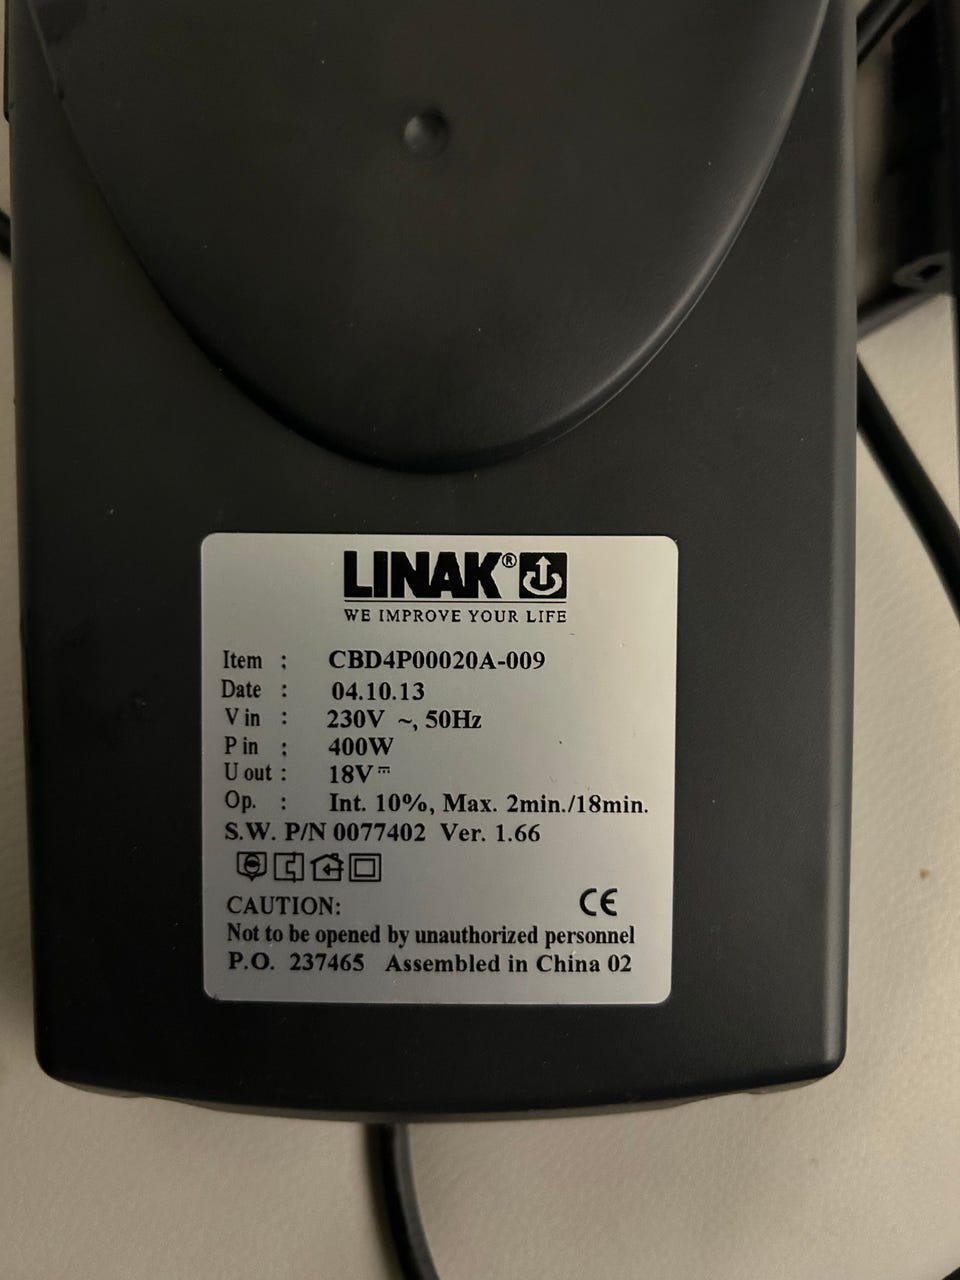 LINAK®
WE IMPROVE YOUR LIFE
Item : CBD4P00020A-009
Date : 04.10.13
V in : 230V ~, 50Hz
P in : 400W
U out : 18V⎓
Op. : Int. 10%, Max. 2min./18min.
S.W. P/N 0077402 Ver. 1.66
CAUTION: CE
Not to be opened by unauthorized personnel
P.O. 237465 Assembled in China 02